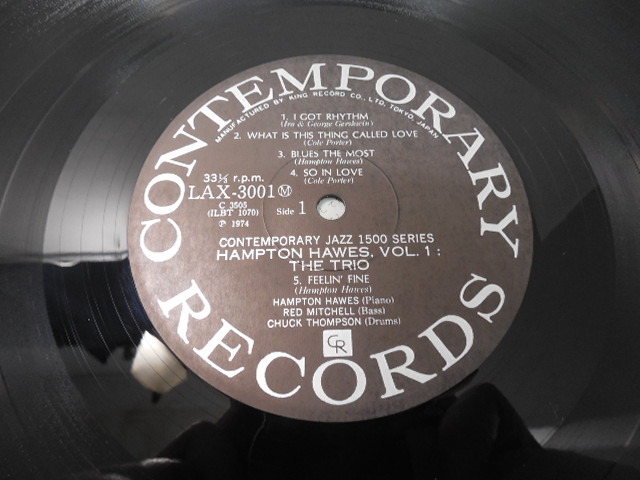 CONTEMPORARY RECORDS
MANUFACTURED BY KING RECORD CO., LTD. TOKYO, JAPAN
1. I GOT RHYTHM
(Ira & George Gershwin)
2. WHAT IS THIS THING CALLED LOVE
(Cole Porter)
3. BLUES THE MOST
(Hampton Hawes)
4. SO IN LOVE
(Cole Porter)
33⅓ r.p.m.
LAX-3001 Ⓜ
C 3505
(ILBT 1070)
Ⓟ 1974
Side 1
CONTEMPORARY JAZZ 1500 SERIES
HAMPTON HAWES, VOL. 1 :
THE TRIO
5. FEELIN' FINE
(Hampton Hawes)
HAMPTON HAWES (Piano)
RED MITCHELL (Bass)
CHUCK THOMPSON (Drums)
CR